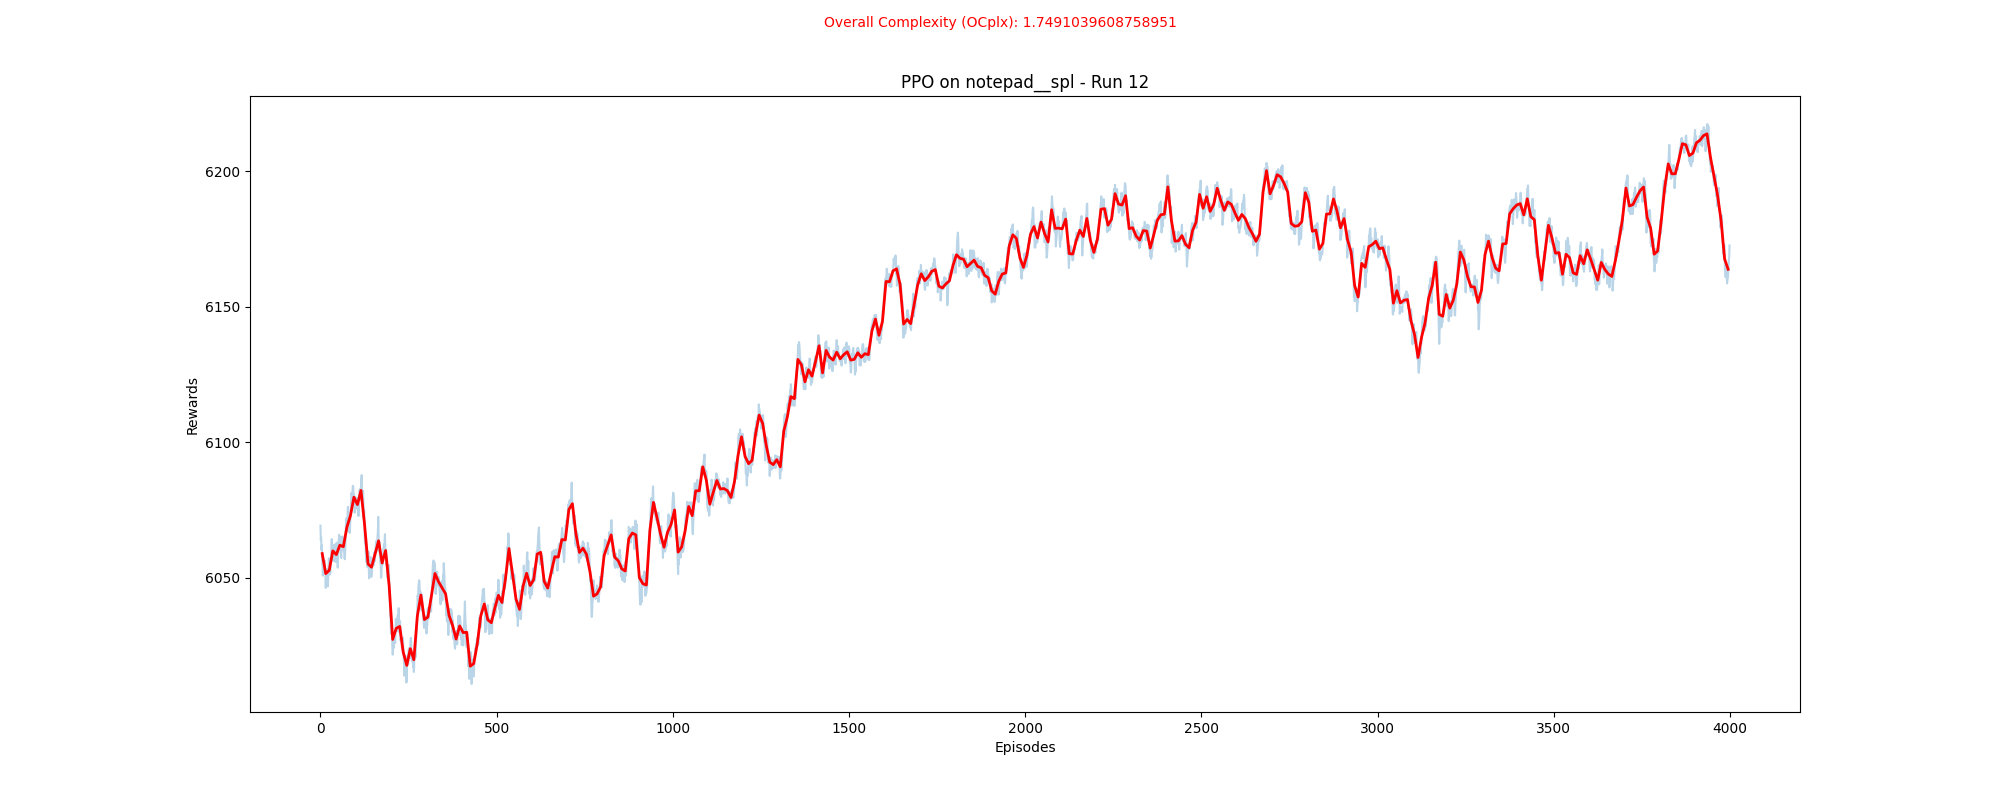 Overall Complexity (OCplx): 1.7491039608758951
PPO on notepad__spl - Run 12
Rewards
6200
6150
6100
6050
0 500 1000 1500 2000 2500 3000 3500 4000
Episodes